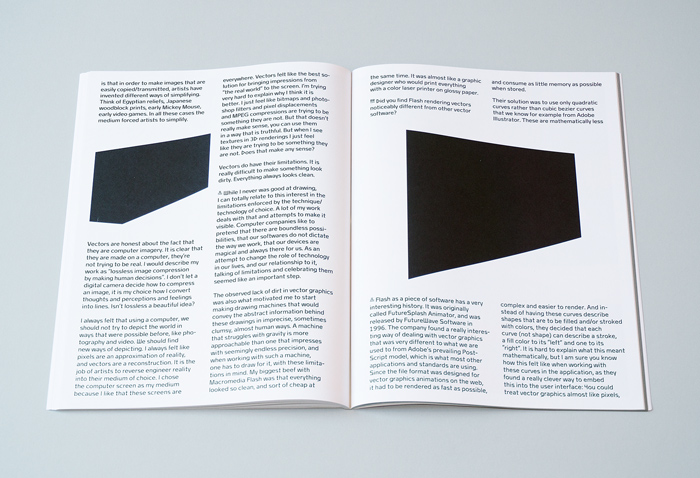 is that in order to make images that are
easily copied/transmitted, artists have
invented different ways of simplifying.
Think of Egyptian reliefs, Japanese
woodblock prints, early Mickey Mouse,
early video games. In all these cases the
medium forced artists to simplify.
Vectors are honest about the fact that
they are computer imagery. It is clear that
they are made on a computer, they're
not trying to be real. I would describe my
work as "lossless image compression
by making human decisions". I don't let a
digital camera decide how to compress
an image, it is my choice how I convert
thoughts and perceptions and feelings
into lines. Isn't lossless a beautiful idea?
I always felt that using a computer, we
should not try to depict the world in
ways that were possible before, like pho-
tography and video. We should find
new ways of depicting. I always felt like
pixels are an approximation of reality,
and vectors are a reconstruction. It is the
job of artists to reverse engineer reality
into their medium of choice. I chose
the computer screen as my medium
because I like that these screens are
everywhere. Vectors felt like the best so-
lution for bringing impressions from
"the real world" to the screen. I'm trying
very hard to explain why I think it is
better. I just feel like bitmaps and photo-
shop filters and pixel displacements
and MPEG compressions are trying to be
something they are not. But that doesn't
really make sense, you can use them
in a way that is truthful. But when I see
textures in 3D renderings I just feel
like they are trying to be something they
are not. Does that make any sense?
Vectors do have their limitations. It is
really difficult to make something look
dirty. Everything always looks clean.
While I never was good at drawing,
I can totally relate to this interest in the
limitations enforced by the technique/
technology of choice. A lot of my work
deals with that and attempts to make it
visible. Computer companies like to
pretend that there are boundless possi-
bilities, that our softwares do not dictate
the way we work, that our devices are
magical and always there for us. As an
attempt to change the role of technology
in our lives, and our relationship to it,
talking of limitations and celebrating them
seemed like an important step.
The observed lack of dirt in vector graphics
was also what motivated me to start
making drawing machines that would
convey the abstract information behind
these drawings in imprecise, sometimes
clumsy, almost human ways. A machine
that struggles with gravity is more
approachable than one that impresses
with seemingly endless precision, and
when working with such a machine,
one has to draw for it, with these limita-
tions in mind. My biggest beef with
Macromedia Flash was that everything
looked so clean, and sort of cheap at
the same time. It was almost like a graphic
designer who would print everything
with a color laser printer on glossy paper.
Did you find Flash rendering vectors
noticeably different from other vector
software?
Flash as a piece of software has a very
interesting history. It was originally
called FutureSplash Animator, and was
released by FutureWave Software in
1996. The company found a really interes-
ting way of dealing with vector graphics
that was very different to what we are
used to from Adobe's prevailing Post-
Script model, which is what most other
applications and standards are using.
Since the file format was designed for
vector graphics animations on the web,
it had to be rendered as fast as possible,
and consume as little memory as possible
when stored.
Their solution was to use only quadratic
curves rather than cubic bezier curves
that we know for example from Adobe
Illustrator. These are mathematically less
complex and easier to render. And in-
stead of having these curves describe
shapes that are to be filled and/or stroked
with colors, they decided that each
curve (not shape) can describe a stroke,
a fill color to its "left" and one to its
"right". It is hard to explain what this meant
mathematically, but I am sure you know
how this felt like when working with
these curves in the application, as they
found a really clever way to embed
this into the user interface: You could
treat vector graphics almost like pixels,